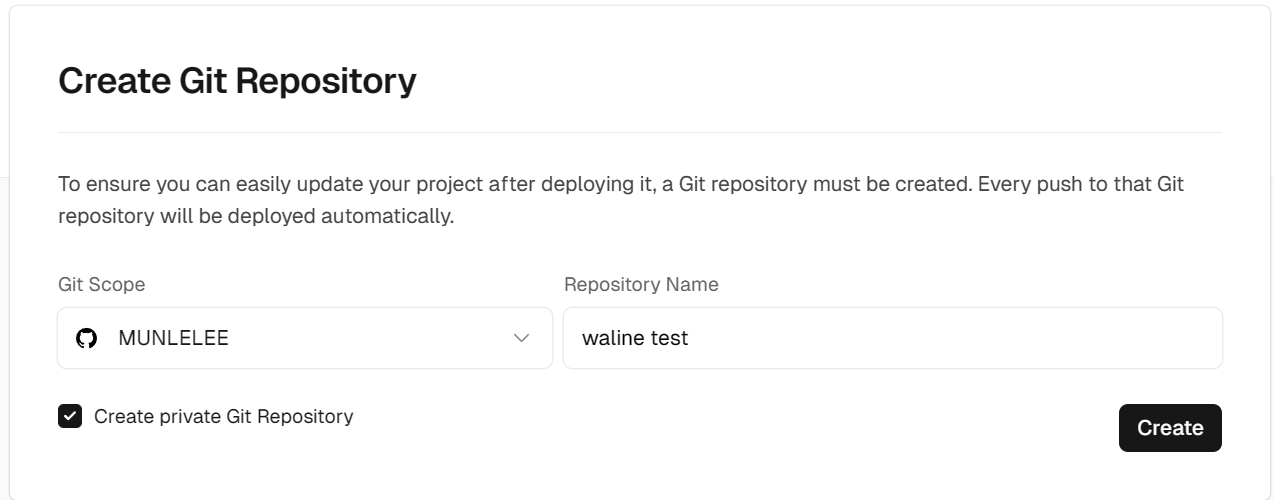 Create Git Repository
To ensure you can easily update your project after deploying it, a Git repository must be created. Every push to that Git
repository will be deployed automatically.
Git Scope
Repository Name
MUNLELEE
waline test
Create private Git Repository
Create